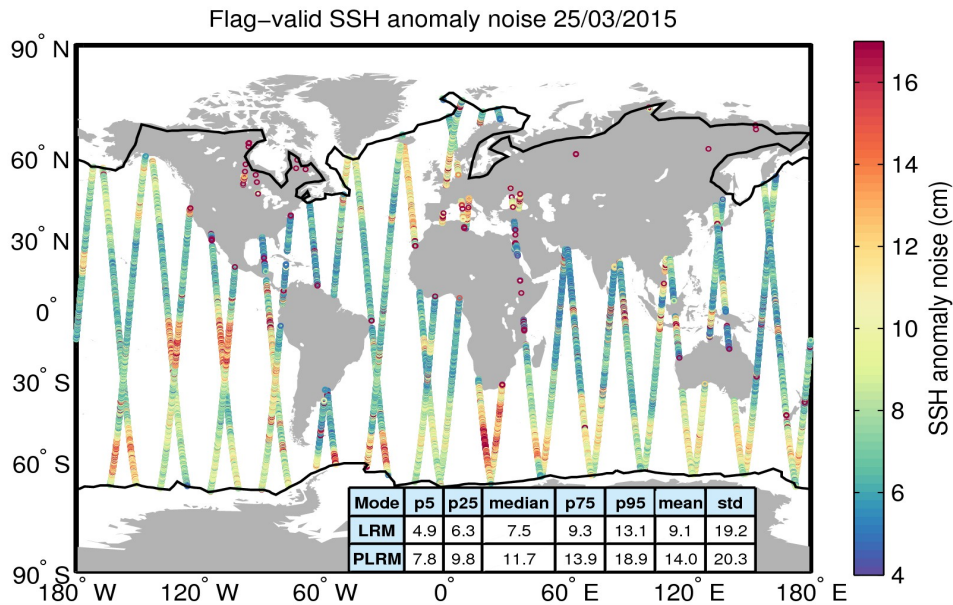 Flag-valid SSH anomaly noise 25/03/2015
90° N
60° N
30° N
0°
30° S
60° S
90° S
180° W
120° W
60° W
0°
60° E
120° E
180° E
Mode p5 p25 median p75 p95 mean std
LRM 4.9 6.3 7.5 9.3 13.1 9.1 19.2
PLRM 7.8 9.8 11.7 13.9 18.9 14.0 20.3
16
14
12
10
8
6
4
SSH anomaly noise (cm)